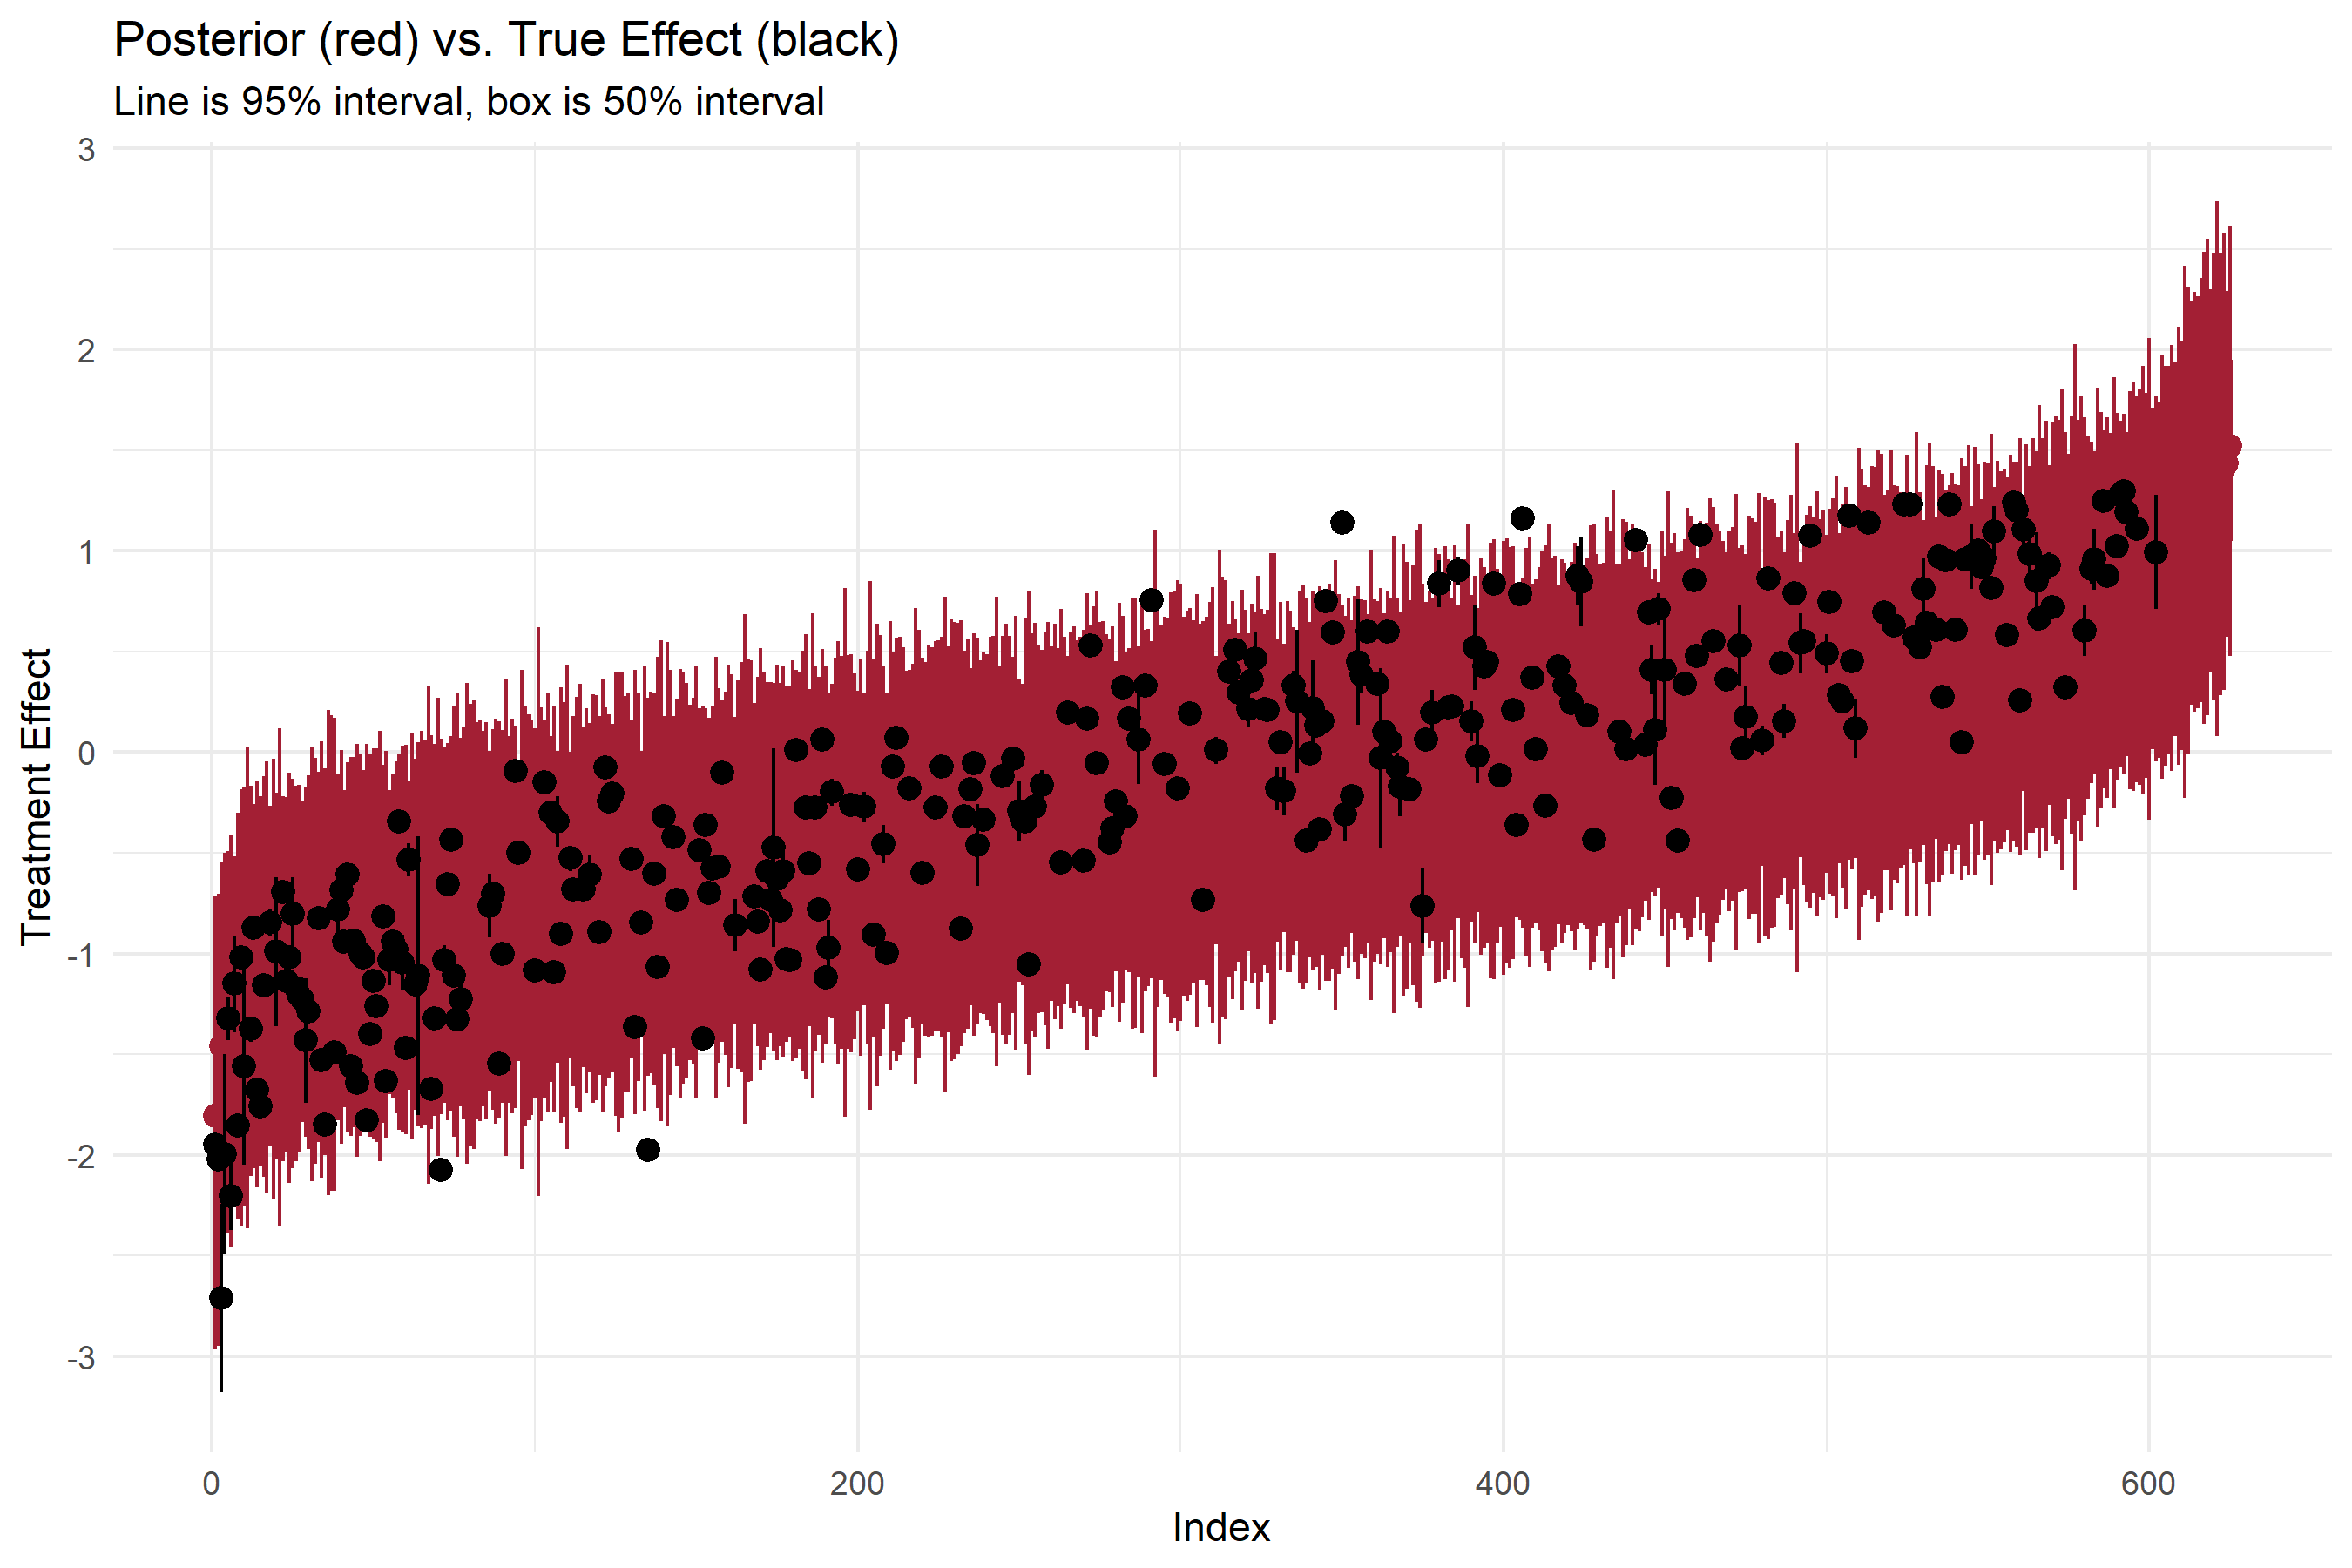 Posterior (red) vs. True Effect (black)
Line is 95% interval, box is 50% interval
3
2
1
0
-1
-2
-3
Treatment Effect
0
200
400
600
Index